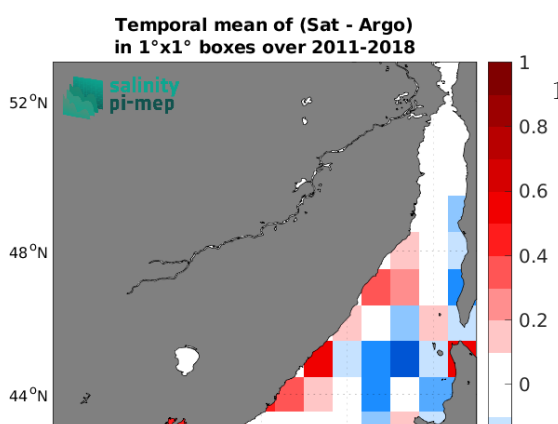 Temporal mean of (Sat - Argo)
in 1°x1° boxes over 2011-2018
salinity
pi-mep
52°N
48°N
44°N
1
0.8
0.6
0.4
0.2
0